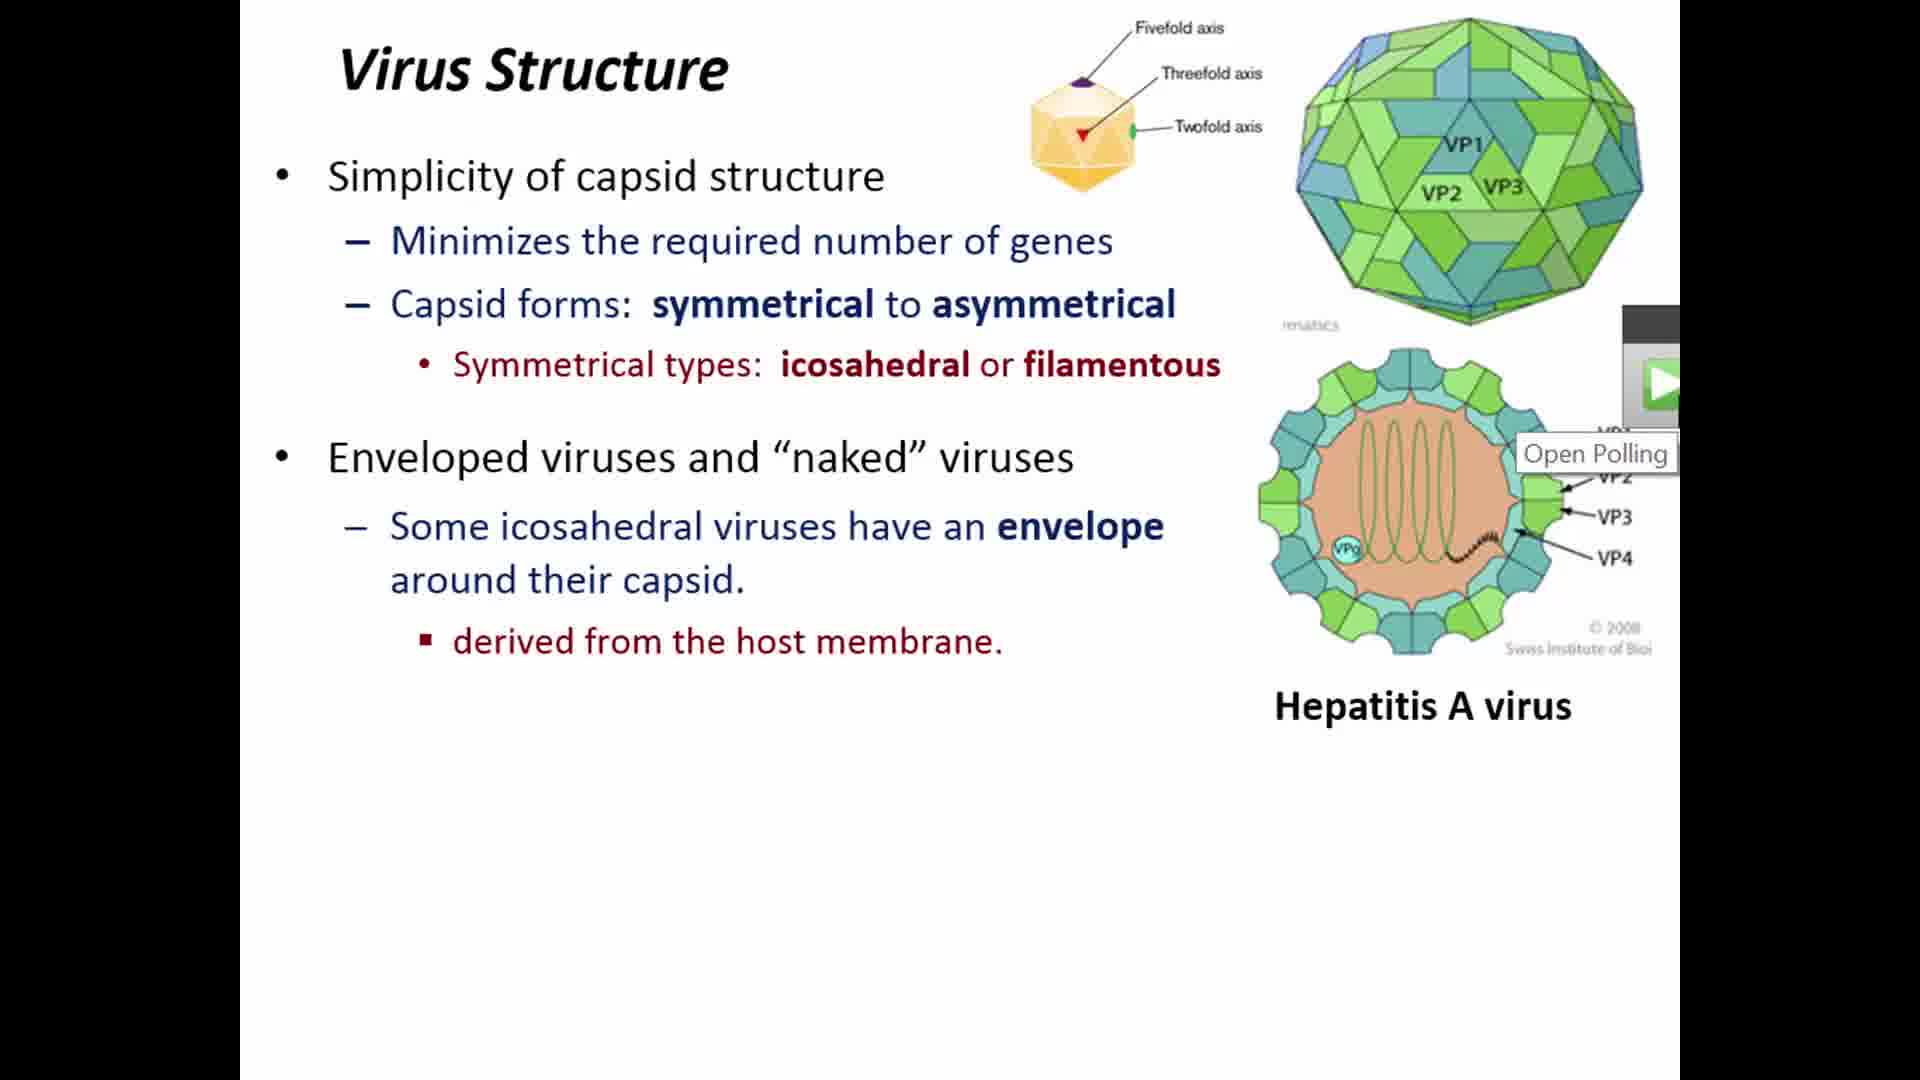 Virus Structure
• Simplicity of capsid structure
– Minimizes the required number of genes
– Capsid forms: symmetrical to asymmetrical
• Symmetrical types: icosahedral or filamentous
• Enveloped viruses and “naked” viruses
– Some icosahedral viruses have an envelope
around their capsid.
▪ derived from the host membrane.
Fivefold axis
Threefold axis
Twofold axis
VP1
VP2
VP3
Open Polling
VP2
VP3
VP4
VPg
© 2008
Swiss Institute of Bioi
Hepatitis A virus